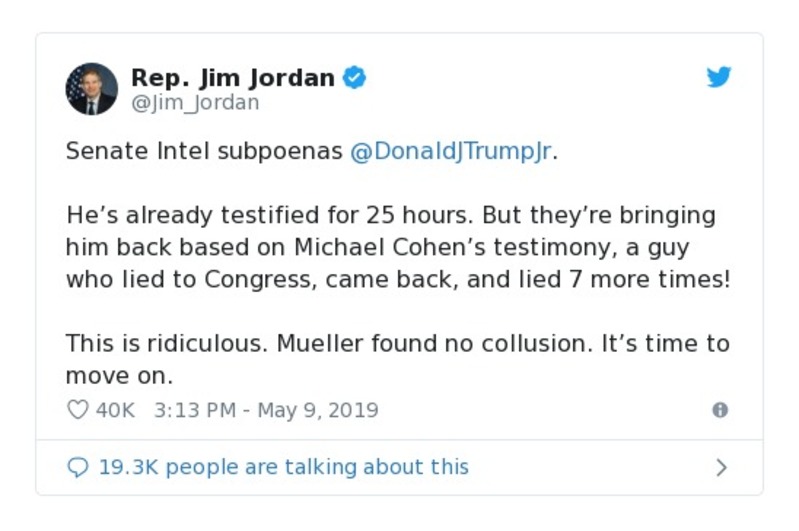 Rep. Jim Jordan
@Jim_Jordan
Senate Intel subpoenas @DonaldJTrumpJr.
He’s already testified for 25 hours. But they’re bringing
him back based on Michael Cohen’s testimony, a guy
who lied to Congress, came back, and lied 7 more times!
This is ridiculous. Mueller found no collusion. It’s time to
move on.
40K 3:13 PM - May 9, 2019
19.3K people are talking about this